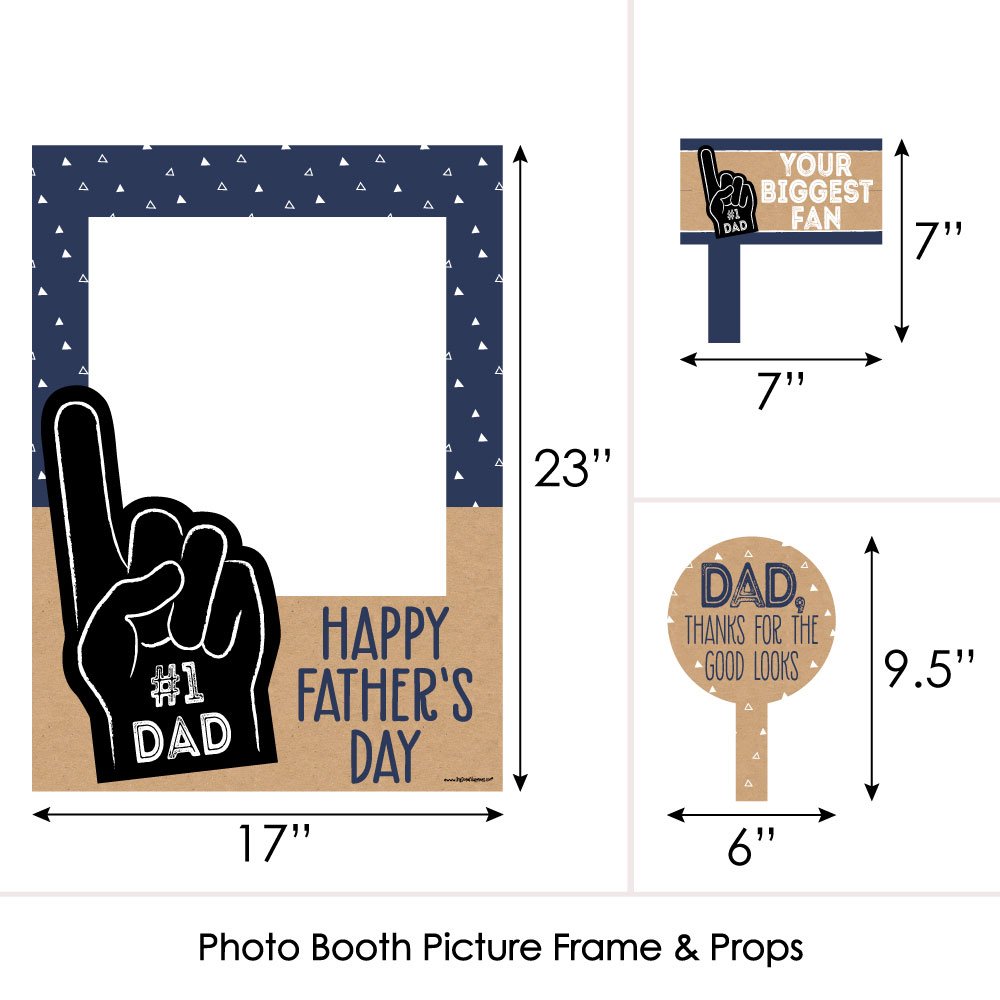 #1
DAD
HAPPY
FATHER'S
DAY
23”
17”
YOUR
BIGGEST
FAN
#1
DAD
7”
7”
DAD,
THANKS FOR THE
GOOD LOOKS
9.5”
6”
Photo Booth Picture Frame & Props